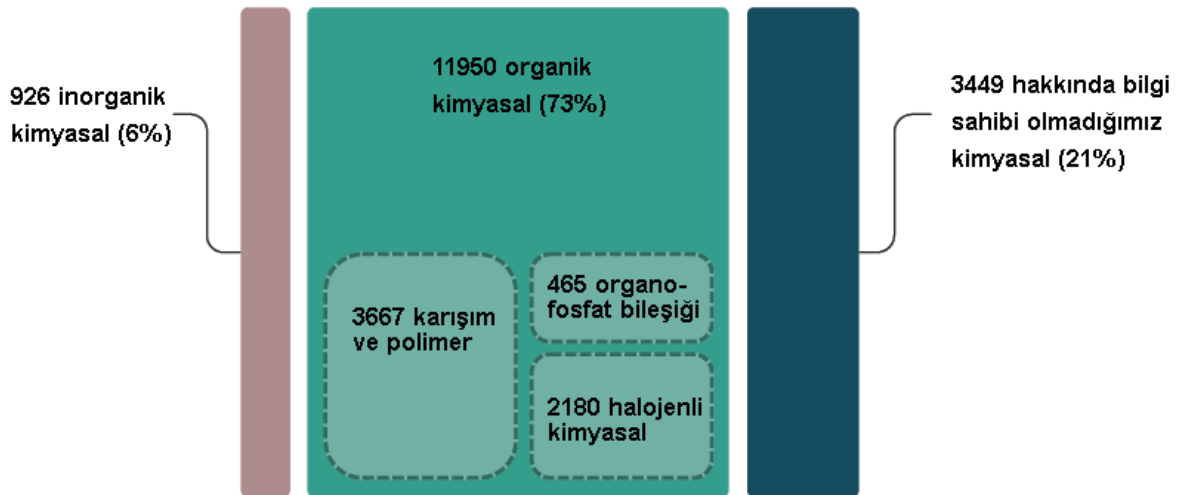 926 inorganik
kimyasal (6%)
11950 organik
kimyasal (73%)
3449 hakkında bilgi
sahibi olmadığımız
kimyasal (21%)
3667 karışım
ve polimer
465 organo-
fosfat bileşiği
2180 halojenli
kimyasal